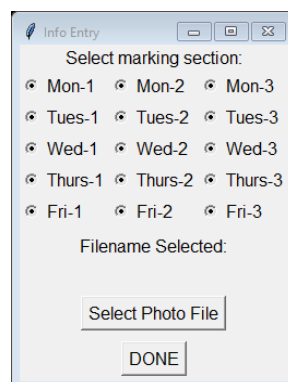 Info Entry
Select marking section:
Mon-1 Mon-2 Mon-3
Tues-1 Tues-2 Tues-3
Wed-1 Wed-2 Wed-3
Thurs-1 Thurs-2 Thurs-3
Fri-1 Fri-2 Fri-3
Filename Selected:
Select Photo File
DONE